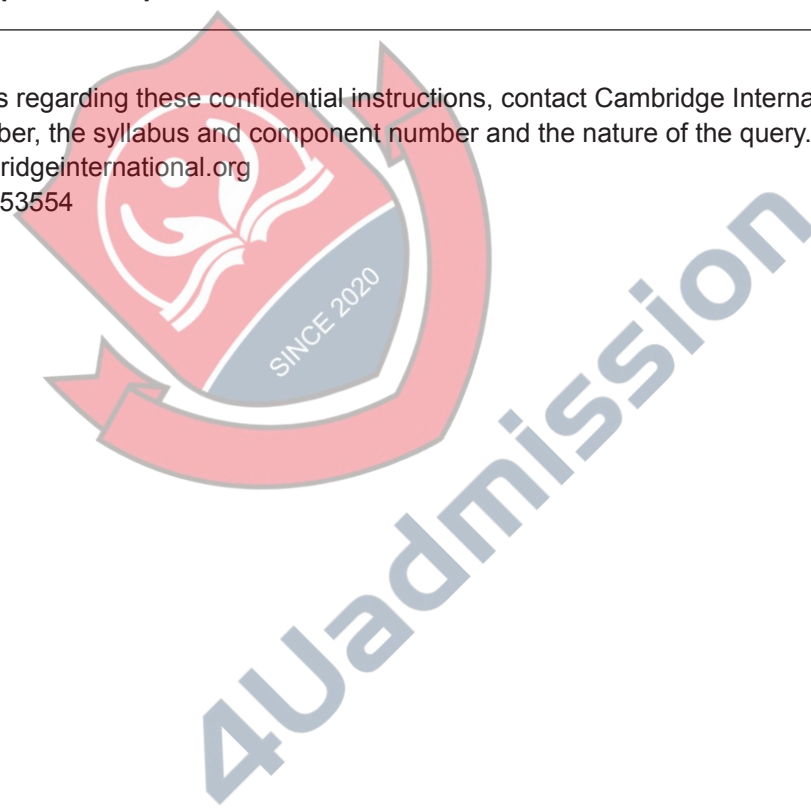 s regarding these confidential instructions, contact Cambridge Interna
ber, the syllabus and component number and the nature of the query.
ridgeinternational.org
53554
SINCE 2020
4Uadmission